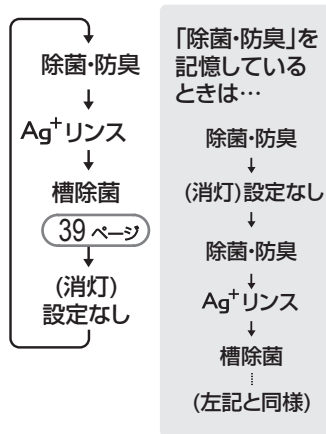 除菌・防臭
Ag+リンス
槽除菌
39 ページ
(消灯)
設定なし
「除菌・防臭」を
記憶している
ときは…
除菌・防臭
(消灯)設定なし
除菌・防臭
Ag+リンス
槽除菌
(左記と同様)